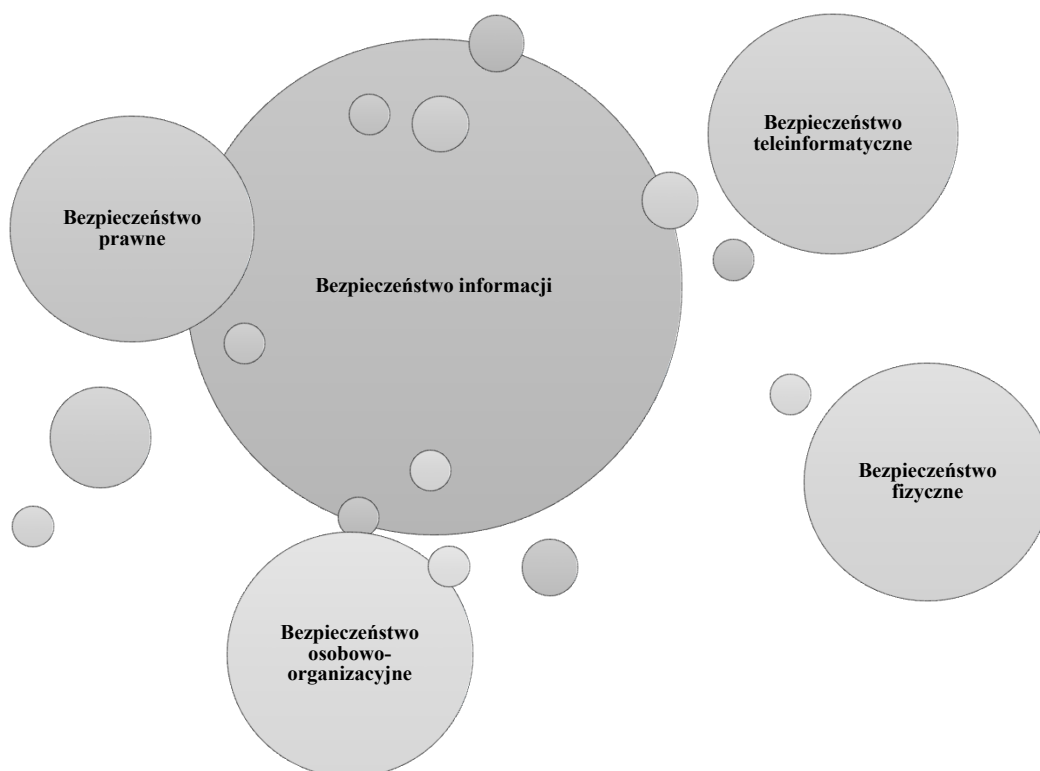 Bezpieczeństwo
teleinformatyczne
Bezpieczeństwo
prawne
Bezpieczeństwo informacji
Bezpieczeństwo
fizyczne
Bezpieczeństwo
osobowo-
organizacyjne